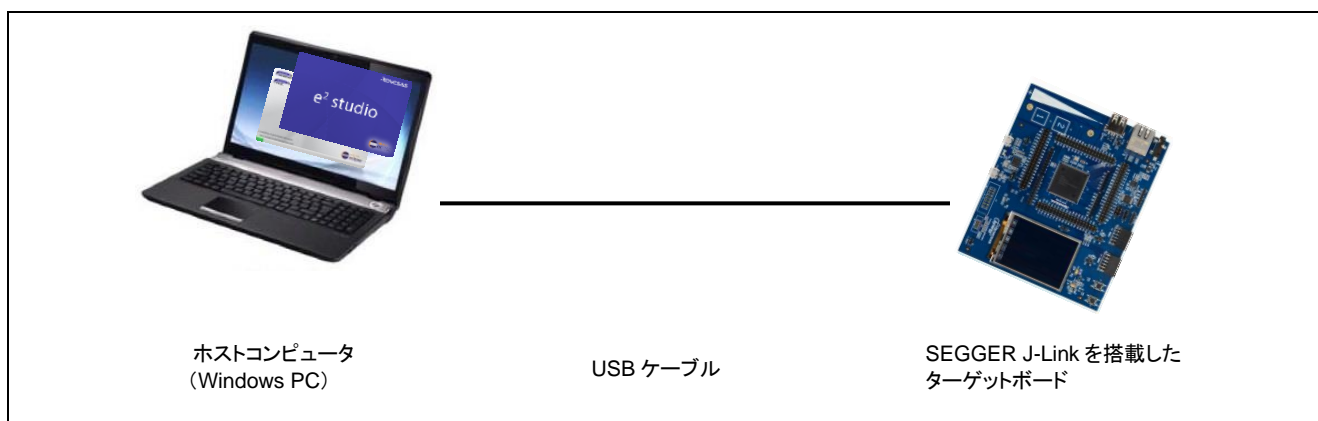 RENESAS
e² studio
ホストコンピュータ
（Windows PC）
USB ケーブル
SEGGER J-Link を搭載した
ターゲットボード